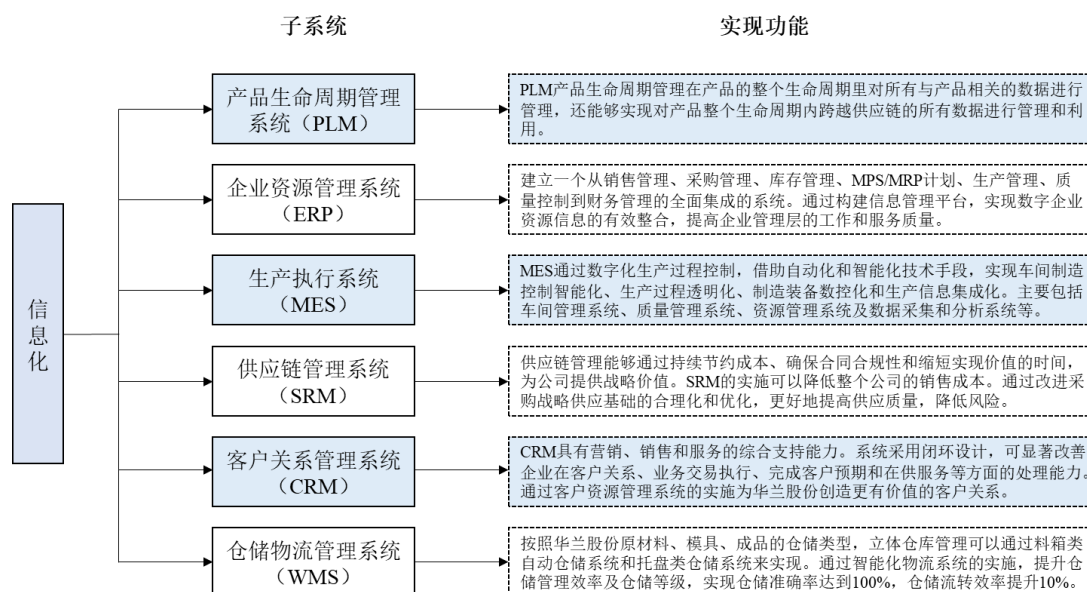 子系统
实现功能
信
息
化
产品生命周期管理
系统（PLM）
PLM产品生命周期管理在产品的整个生命周期里对所有与产品相关的数据进行
管理，还能够实现对产品整个生命周期内跨越供应链的所有数据进行管理和利
用。
企业资源管理系统
（ERP）
建立一个从销售管理、采购管理、库存管理、MPS/MRP计划、生产管理、质
量控制到财务管理的全面集成的系统。通过构建信息管理平台，实现数字企业
资源信息的有效整合，提高企业管理层的工作和服务质量。
生产执行系统
（MES）
MES通过数字化生产过程控制，借助自动化和智能化技术手段，实现车间制造
控制智能化、生产过程透明化、制造装备数控化和生产信息集成化。主要包括
车间管理系统、质量管理系统、资源管理系统及数据采集和分析系统等。
供应链管理系统
（SRM）
供应链管理能够通过持续节约成本、确保合同合规性和缩短实现价值的时间，
为公司提供战略价值。SRM的实施可以降低整个公司的销售成本。通过改进采
购战略供应基础的合理化和优化，更好地提高供应质量，降低风险。
客户关系管理系统
（CRM）
CRM具有营销、销售和服务的综合支持能力。系统采用闭环设计，可显著改善
企业在客户关系、业务交易执行、完成客户预期和在供服务等方面的处理能力。
通过客户资源管理系统的实施为华兰股份创造更有价值的客户关系。
仓储物流管理系统
（WMS）
按照华兰股份原材料、模具、成品的仓储类型，立体仓库管理可以通过料箱类
自动仓储系统和托盘类仓储系统来实现。通过智能化物流系统的实施，提升仓
储管理效率及仓储等级，实现仓储准确率达到100%，仓储流转效率提升10%。